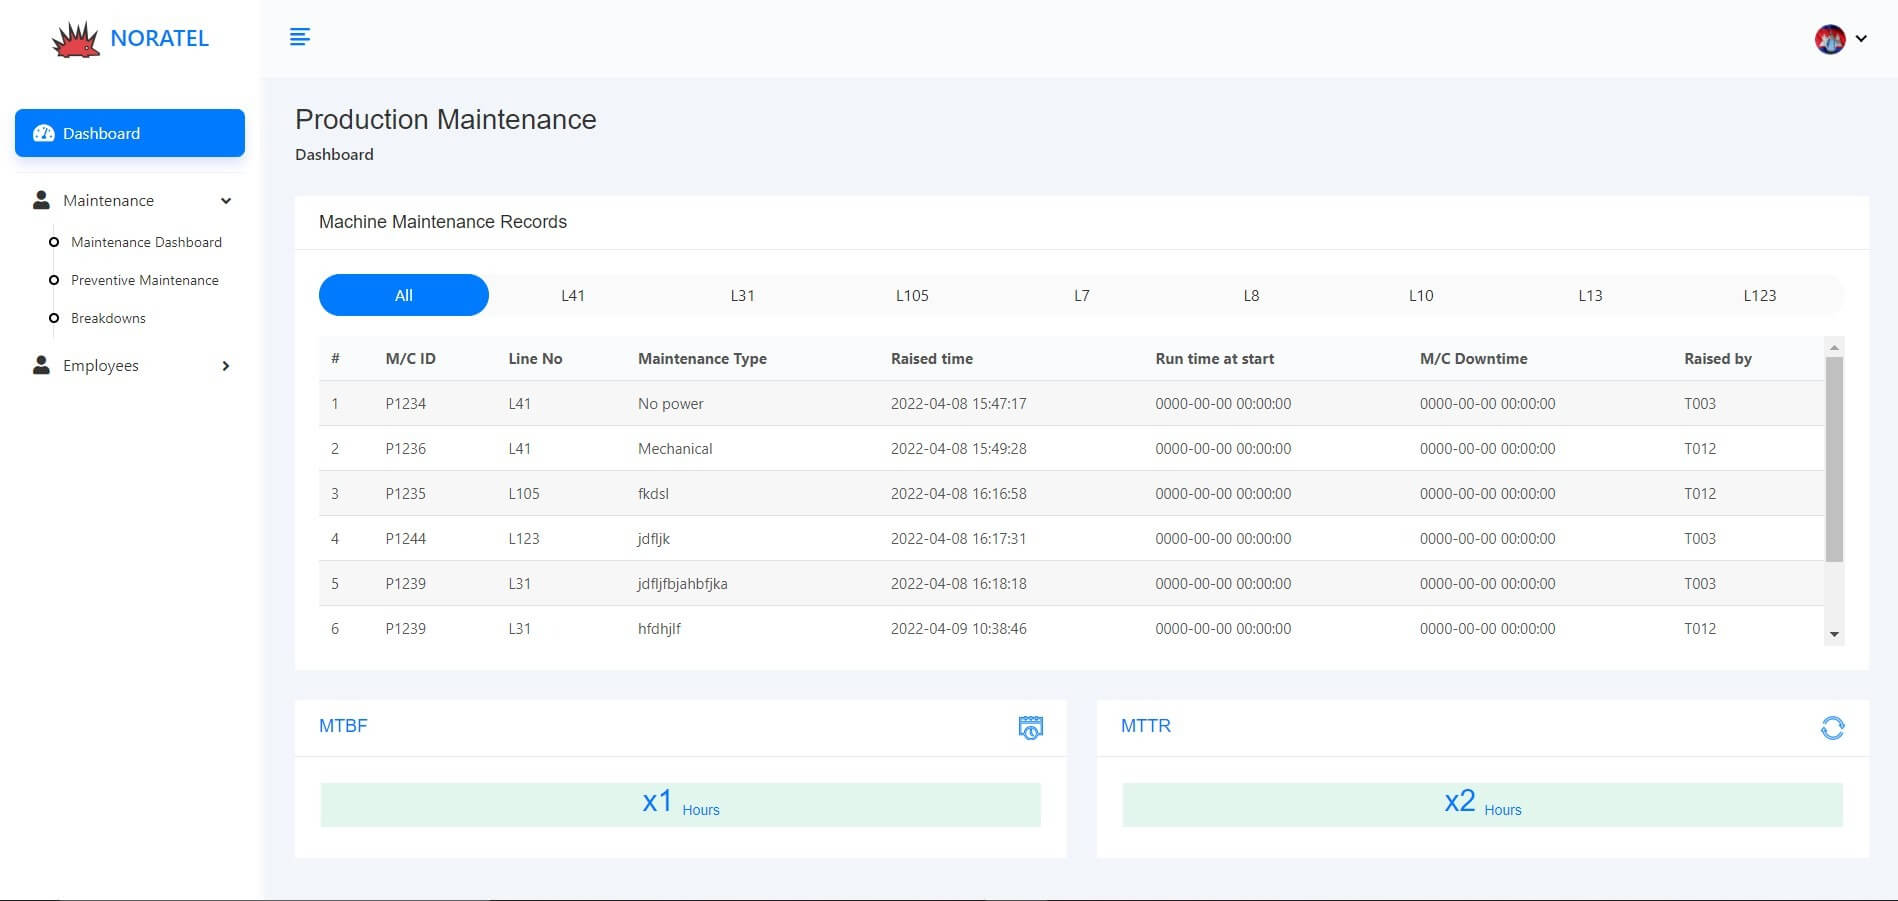 NORATEL
Dashboard
Maintenance
Maintenance Dashboard
Preventive Maintenance
Breakdowns
Employees
Production Maintenance
Dashboard
Machine Maintenance Records
All L41 L31 L105 L7 L8 L10 L13 L123
# M/C ID Line No Maintenance Type Raised time Run time at start M/C Downtime Raised by
1 P1234 L41 No power 2022-04-08 15:47:17 0000-00-00 00:00:00 0000-00-00 00:00:00 T003
2 P1236 L41 Mechanical 2022-04-08 15:49:28 0000-00-00 00:00:00 0000-00-00 00:00:00 T012
3 P1235 L105 fkdsl 2022-04-08 16:16:58 0000-00-00 00:00:00 0000-00-00 00:00:00 T012
4 P1244 L123 jdfljk 2022-04-08 16:17:31 0000-00-00 00:00:00 0000-00-00 00:00:00 T003
5 P1239 L31 jdfljfbjahbfjka 2022-04-08 16:18:18 0000-00-00 00:00:00 0000-00-00 00:00:00 T003
6 P1239 L31 hfdhjlf 2022-04-09 10:38:46 0000-00-00 00:00:00 0000-00-00 00:00:00 T012
MTBF
x1 Hours
MTTR
x2 Hours